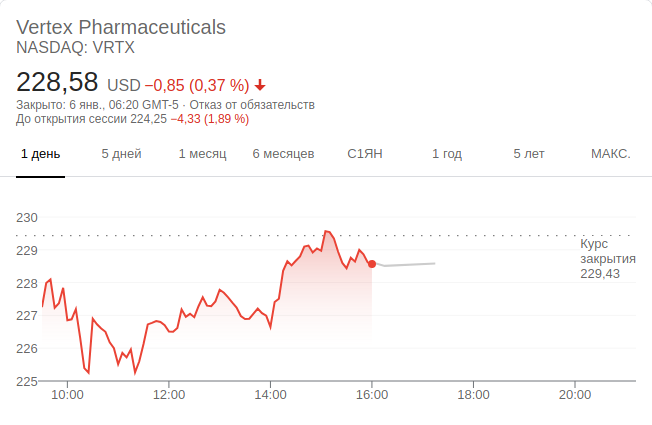 Vertex Pharmaceuticals
NASDAQ: VRTX
228,58 USD −0,85 (0,37 %)
Закрыто: 6 янв., 06:20 GMT-5 · Отказ от обязательств
До открытия сессии 224,25 −4,33 (1,89 %)
1 день 5 дней 1 месяц 6 месяцев С1ЯН 1 год 5 лет МАКС.
230
229
228
227
226
225
Курс
закрытия
229,43
10:00 12:00 14:00 16:00 18:00 20:00